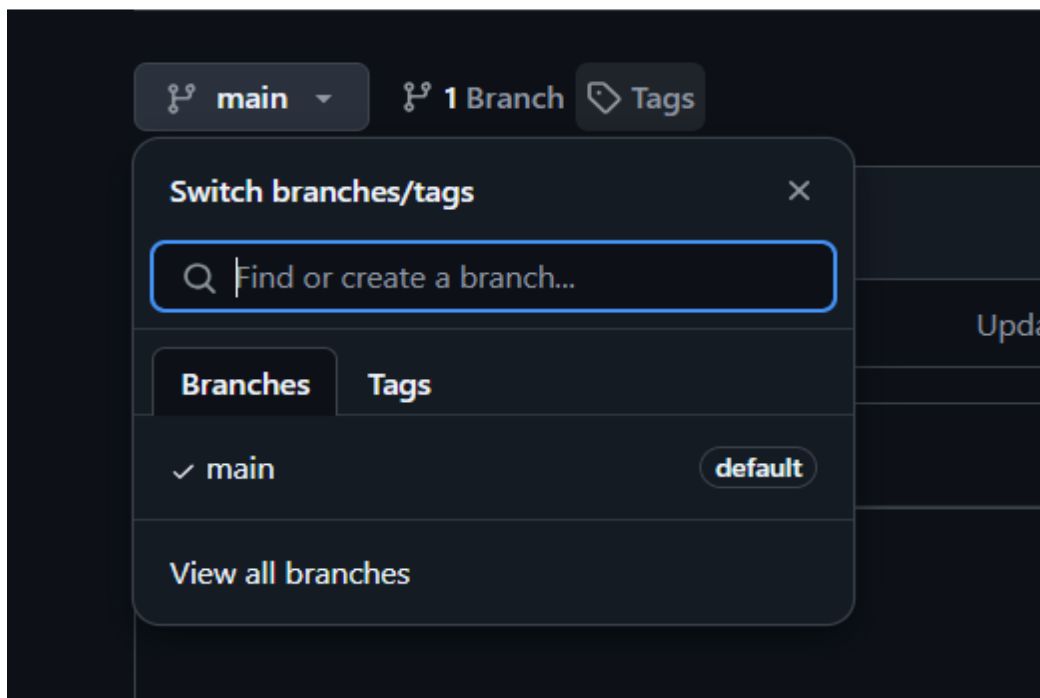 main 1 Branch Tags
Switch branches/tags
Find or create a branch...
Branches Tags
main default
View all branches